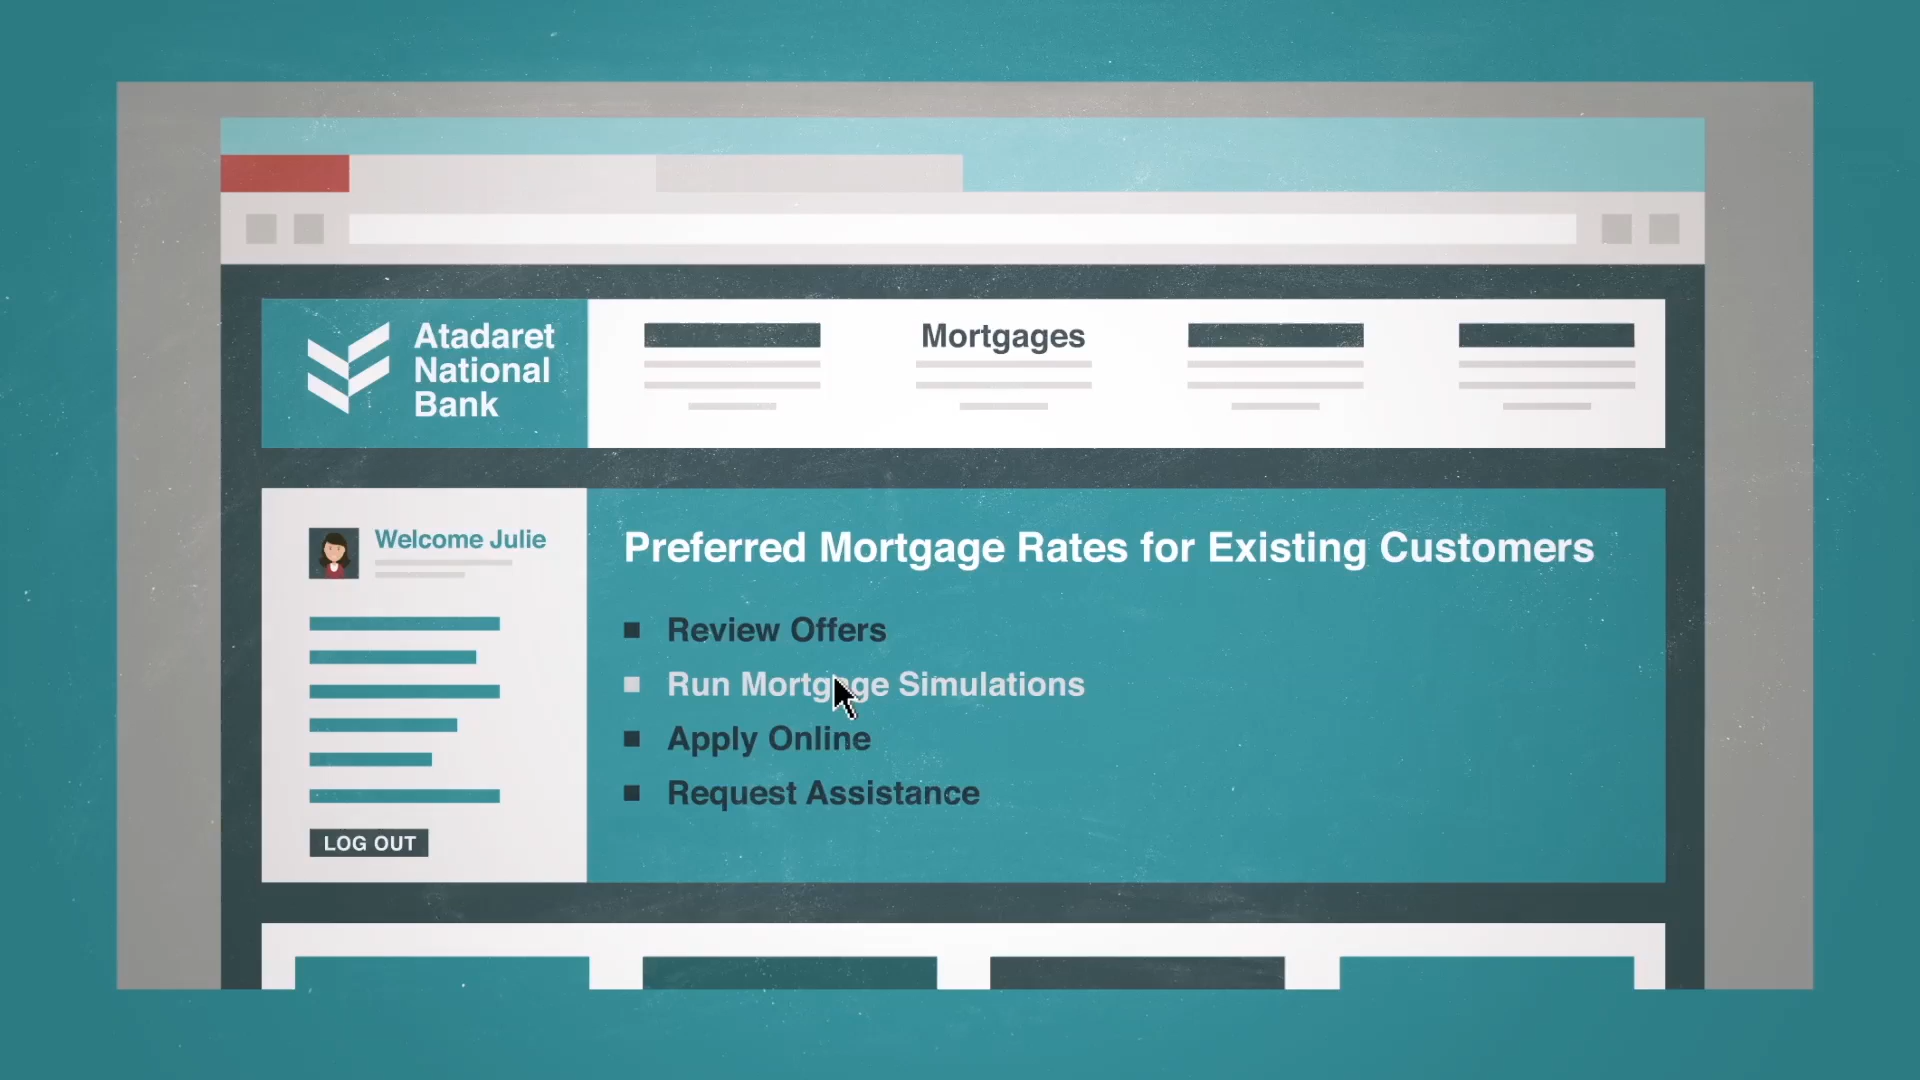 Atadaret
National
Bank
Mortgages
Welcome Julie
LOG OUT
Preferred Mortgage Rates for Existing Customers
Review Offers
Run Mortgage Simulations
Apply Online
Request Assistance